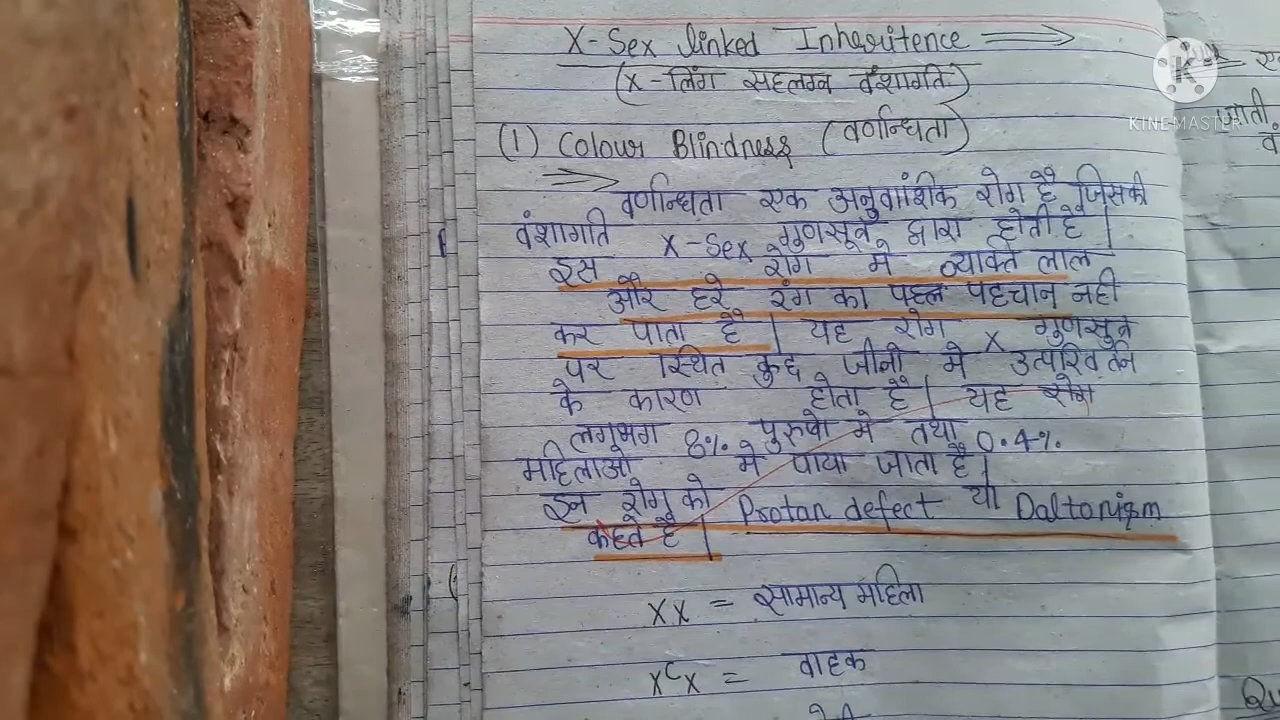 X-Sex linked Inheritence
(X-लिंग सहलग्न वंशागति)
(1) Colour Blindness (वर्णान्धता)
वर्णान्धता एक अनुवांशिक रोग है जिसकी
वंशागति X-Sex गुणसूत्र द्वारा होती है |
इस रोग मे व्यक्ति लाल
और हरे रंग का पहचान नही
कर पाता है | यह रोग X गुणसूत्र
पर स्थित कुछ जीनो मे उत्परिवर्तन
के कारण होता है | यह रोग
लगभग 8% पुरुषो मे तथा 0.4%
महिलाओ मे पाया जाता है |
इन रोग को Protan defect या Daltonism
कहते है |
XX = सामान्य महिला
XᶜX = वाहक
KINEMASTER
K